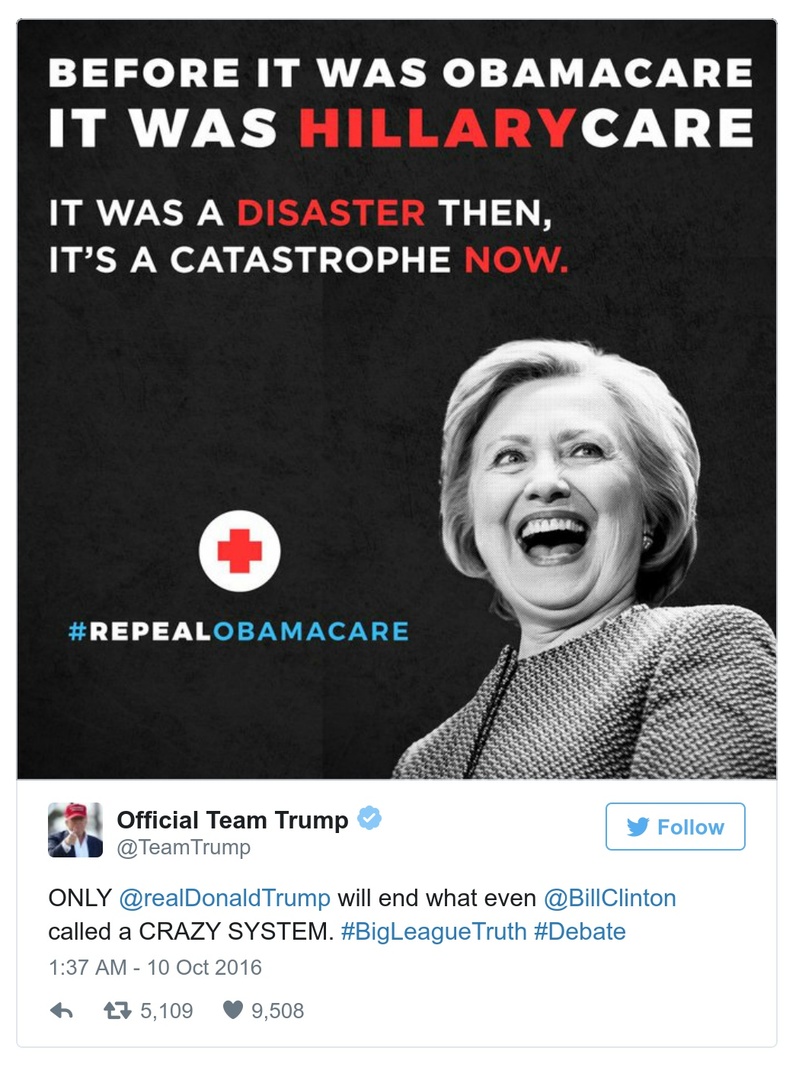 BEFORE IT WAS OBAMACARE
IT WAS HILLARYCARE
IT WAS A DISASTER THEN,
IT'S A CATASTROPHE NOW.
#REPEALOBAMACARE
Official Team Trump
@TeamTrump
Follow
ONLY @realDonaldTrump will end what even @BillClinton
called a CRAZY SYSTEM. #BigLeagueTruth #Debate
1:37 AM - 10 Oct 2016
5,109 9,508